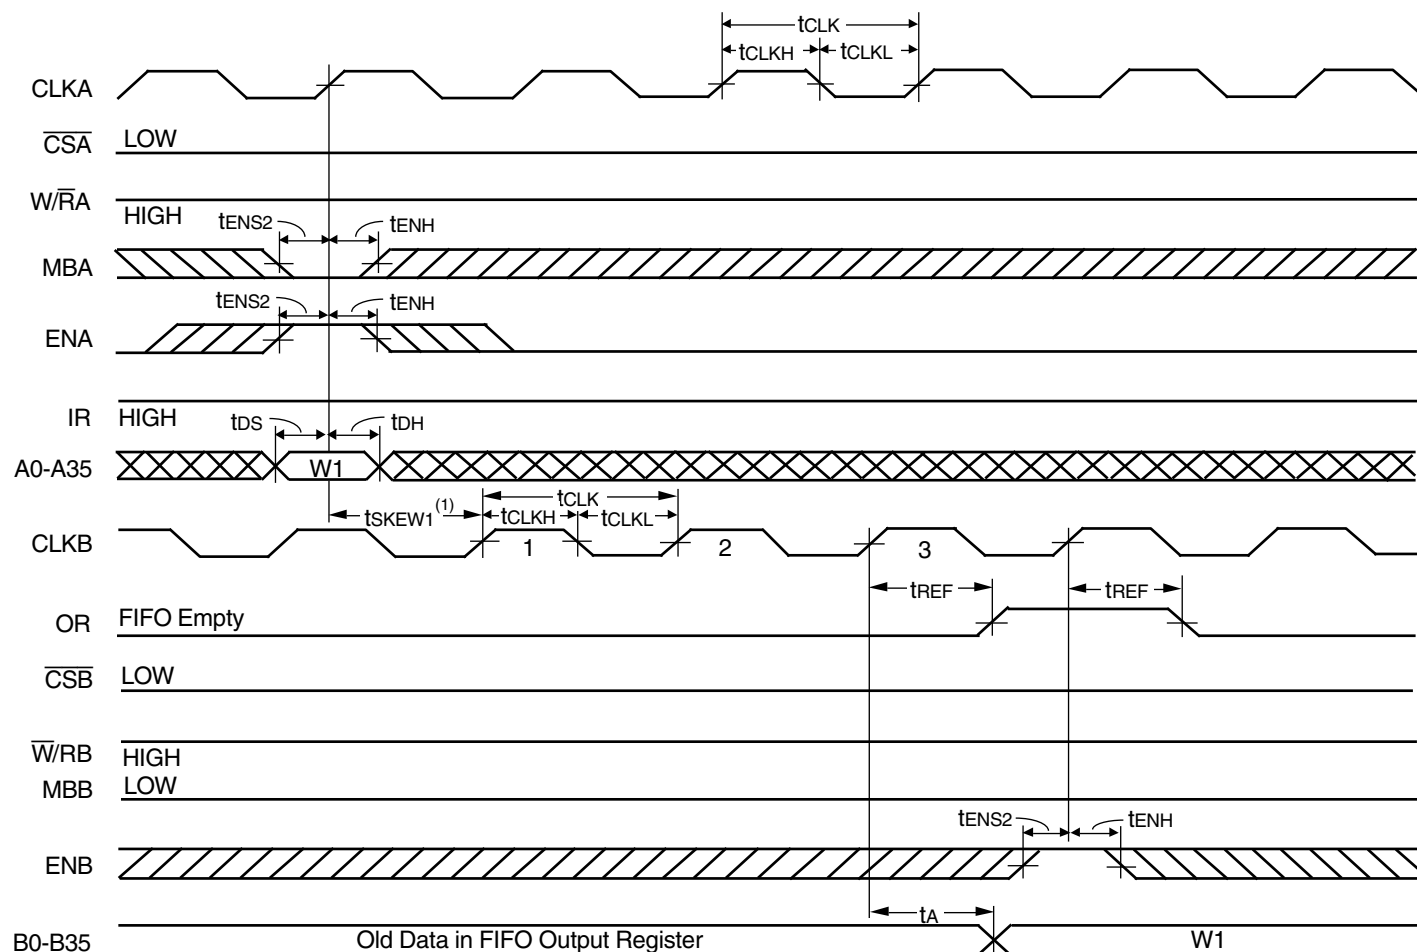 tCLK
tCLKH tCLKL
CLKA
CSA LOW
W/RA HIGH
tENS2 tENH
MBA
tENS2 tENH
ENA
IR HIGH
tDS tDH
A0-A35 W1
tSKEW1(1) tCLK
tCLKH tCLKL
CLKB 1 2 3
tREF tREF
OR FIFO Empty
CSB LOW
W/RB HIGH
MBB LOW
tENS2 tENH
ENB
tA
B0-B35 Old Data in FIFO Output Register W1